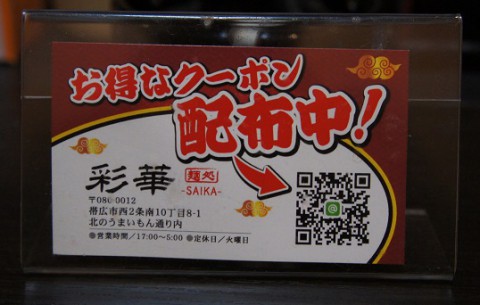 お得なクーポン
配布中!
彩華 麺処
-SAIKA-
〒080-0012
帯広市西2条南10丁目8-1
北のうまいもん通り内
◎営業時間/17:00~5:00 ◎定休日/火曜日